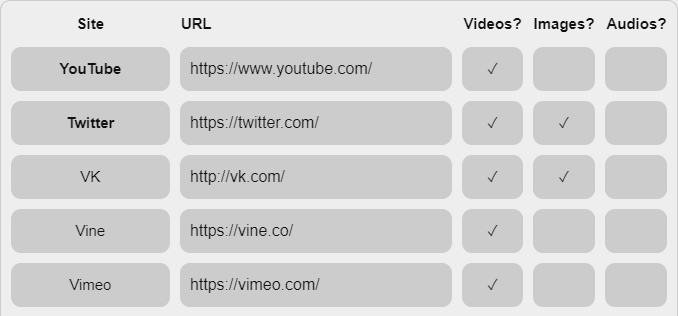 Site URL Videos? Images? Audios?
YouTube https://www.youtube.com/ ✓
Twitter https://twitter.com/ ✓ ✓
VK http://vk.com/ ✓ ✓
Vine https://vine.co/ ✓
Vimeo https://vimeo.com/ ✓